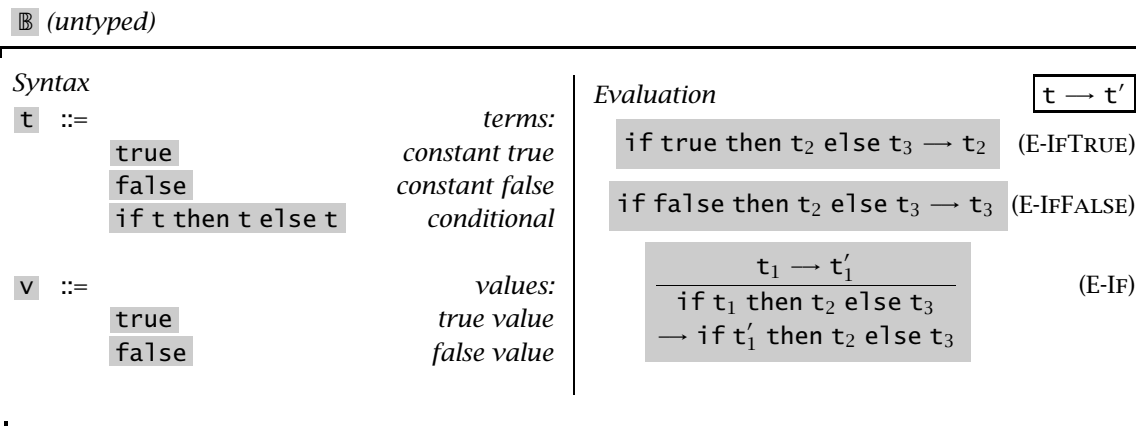 𝔹 (untyped)
Syntax
t ::= terms:
true constant true
false constant false
if t then t else t conditional
v ::= values:
true true value
false false value
Evaluation t ⟶ t′
if true then t₂ else t₃ ⟶ t₂ (E-IFTRUE)
if false then t₂ else t₃ ⟶ t₃ (E-IFFALSE)
t₁ ⟶ t₁′
if t₁ then t₂ else t₃ (E-IF)
⟶ if t₁′ then t₂ else t₃